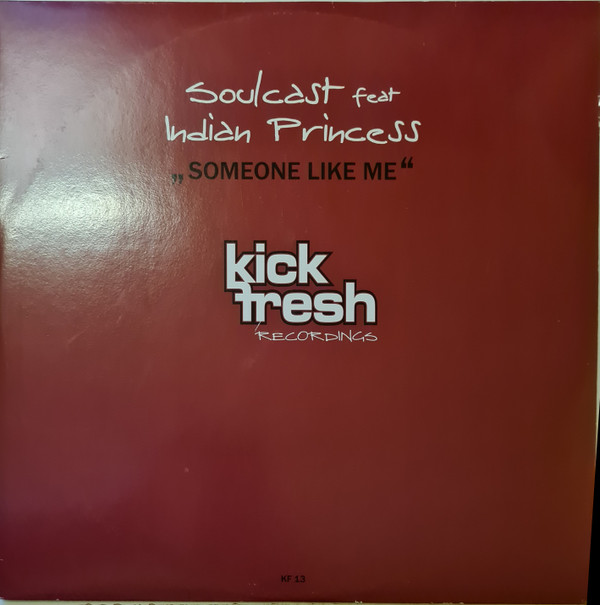 Soulcast feat
Indian Princess
„SOMEONE LIKE ME“
kick
fresh
RECORDINGS
KF 13